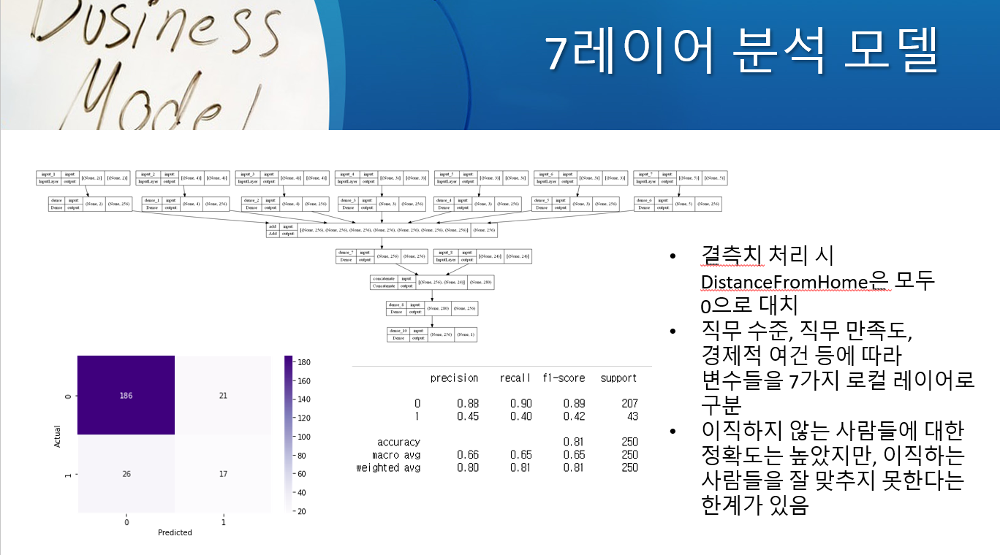 Business
Model
7레이어 분석 모델
input_1 input: [(None, 2)] [(None, 2)]
InputLayer output:
input_2 input: [(None, 4)] [(None, 4)]
InputLayer output:
input_3 input: [(None, 4)] [(None, 4)]
InputLayer output:
input_4 input: [(None, 3)] [(None, 3)]
InputLayer output:
input_5 input: [(None, 3)] [(None, 3)]
InputLayer output:
input_6 input: [(None, 3)] [(None, 3)]
InputLayer output:
input_7 input: [(None, 5)] [(None, 5)]
InputLayer output:
dense input: (None, 2) (None, 256)
Dense output:
dense_1 input: (None, 4) (None, 256)
Dense output:
dense_2 input: (None, 4) (None, 256)
Dense output:
dense_3 input: (None, 3) (None, 256)
Dense output:
dense_4 input: (None, 3) (None, 256)
Dense output:
dense_5 input: (None, 3) (None, 256)
Dense output:
dense_6 input: (None, 5) (None, 256)
Dense output:
add input: [(None, 256), (None, 256), (None, 256), (None, 256), (None, 256), (None, 256), (None, 256)] (None, 256)
Add output:
dense_7 input: (None, 256) (None, 256)
Dense output:
input_8 input: [(None, 24)] [(None, 24)]
InputLayer output:
concatenate input: [(None, 256), (None, 24)] (None, 280)
Concatenate output:
dense_8 input: (None, 280) (None, 256)
Dense output:
dense_10 input: (None, 256) (None, 1)
Dense output:
Actual
0
1
186 21
26 17
0 1
Predicted
180
160
140
120
100
80
60
40
20
precision recall f1-score support
0 0.88 0.90 0.89 207
1 0.45 0.40 0.42 43
accuracy 0.81 250
macro avg 0.66 0.65 0.65 250
weighted avg 0.80 0.81 0.81 250
• 결측치 처리 시
DistanceFromHome은 모두
0으로 대치
• 직무 수준, 직무 만족도,
경제적 여건 등에 따라
변수들을 7가지 로컬 레이어로
구분
• 이직하지 않는 사람들에 대한
정확도는 높았지만, 이직하는
사람들을 잘 맞추지 못한다는
한계가 있음